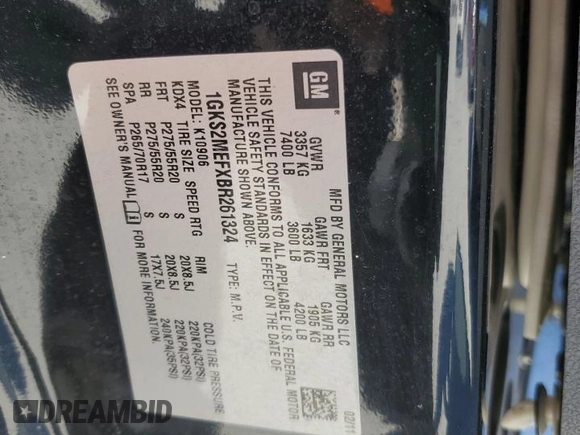 GM
®
MFD BY GENERAL MOTORS LLC
02/11
GVWR GAWR FRT GAWR RR
3357 KG 1633 KG 1905 KG
7400 LB 3600 LB 4200 LB
THIS VEHICLE CONFORMS TO ALL APPLICABLE U.S. FEDERAL MOTOR
VEHICLE SAFETY STANDARDS IN EFFECT ON THE DATE OF
MANUFACTURE SHOWN ABOVE.
1GKS2MEFXBR261324 TYPE: M.P.V.
MODEL: K10906
KDX4 TIRE SIZE SPEED RTG RIM COLD TIRE PRESSURE
FRT P275/55R20 S 20X8.5J 220KPA(32PSI)
RR P275/55R20 S 20X8.5J 220KPA(32PSI)
SPA P265/70R17 S 17X7.5J 240KPA(35PSI)
SEE OWNER'S MANUAL FOR MORE INFORMATION.
DREAMBID